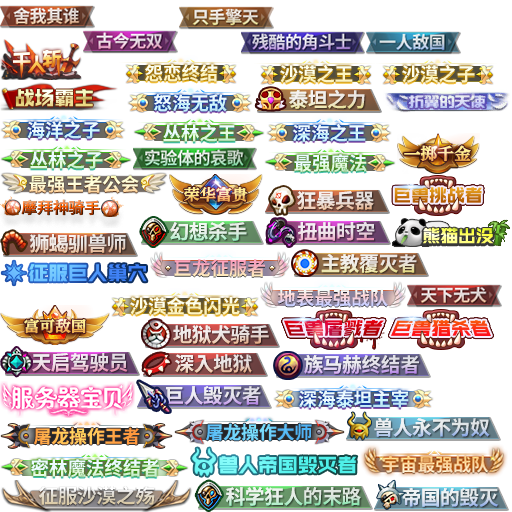 舍我其谁
只手擎天
古今无双
残酷的角斗士
一人敌国
千人斩
怨恋终结
沙漠之王
沙漠之子
战场霸主
怒海无敌
泰坦之力
折翼的天使
海洋之子
丛林之王
深海之王
一掷千金
丛林之子
实验体的哀歌
最强魔法
最强王者公会
荣华富贵
狂暴兵器
巨兽挑战者
摩拜神骑手
狮蝎驯兽师
幻想杀手
扭曲时空
熊猫出没
征服巨人巢穴
巨龙征服者
主教覆灭者
地表最强战队
天下无犬
沙漠金色闪光
富可敌国
地狱犬骑手
巨兽屠戮者
巨兽猎杀者
天启驾驶员
深入地狱
族马赫终结者
服务器宝贝
巨人毁灭者
深海泰坦主宰
屠龙操作王者
屠龙操作大师
兽人永不为奴
密林魔法终结者
兽人帝国毁灭者
宇宙最强战队
征服沙漠之殇
科学狂人的末路
帝国的毁灭